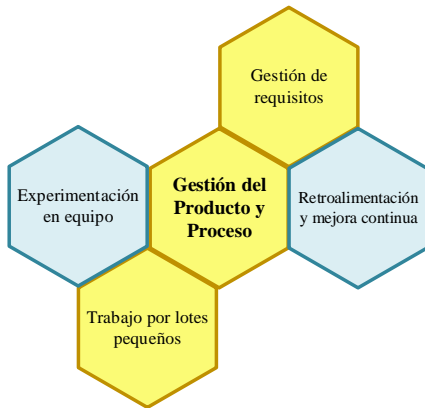 Gestión de
requisitos
Experimentación
en equipo
Gestión del
Producto y
Proceso
Retroalimentación
y mejora continua
Trabajo por lotes
pequeños